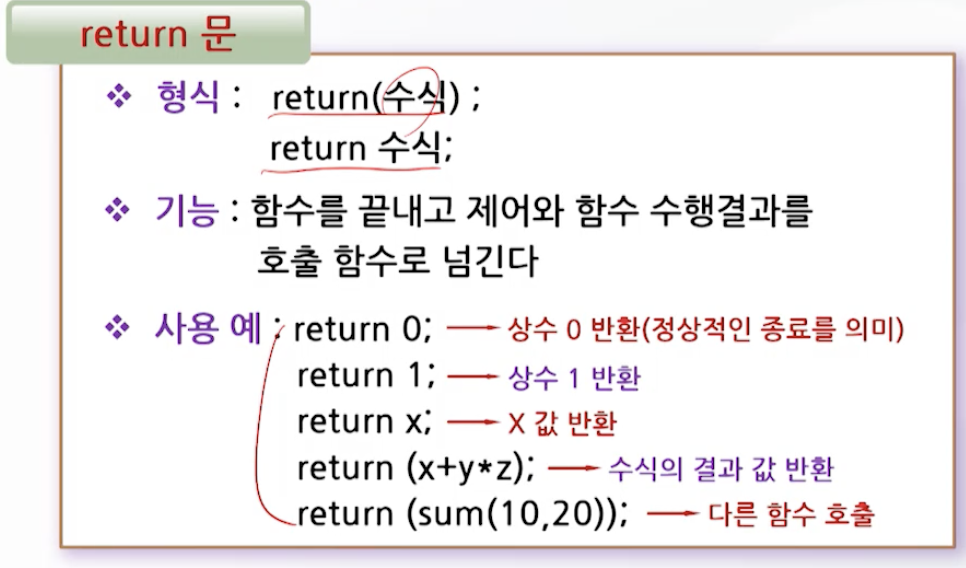 return 문
❖ 형식 : return(수식) ;
return 수식;
❖ 기능 : 함수를 끝내고 제어와 함수 수행결과를
호출 함수로 넘긴다
❖ 사용 예 : return 0; → 상수 0 반환(정상적인 종료를 의미)
return 1; → 상수 1 반환
return x; → X 값 반환
return (x+y*z); → 수식의 결과 값 반환
return (sum(10,20)); → 다른 함수 호출